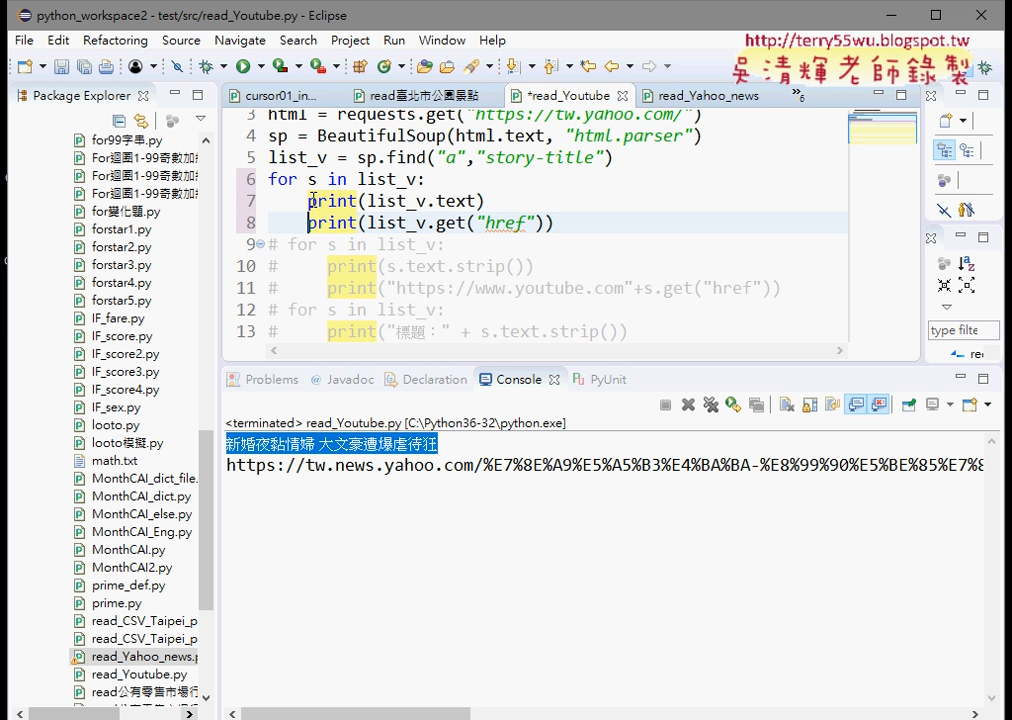 python_workspace2 - test/src/read_Youtube.py - Eclipse
File Edit Refactoring Source Navigate Search Project Run Window Help
http://terry55wu.blogspot.tw
吳清輝老師錄製
Package Explorer
cursor01_in... read臺北市公園景點 *read_Youtube read_Yahoo_news »6
for99字串.py
For迴圈1-99奇數加
For迴圈1-99奇數加
For迴圈1-99奇數加
for變化題.py
forstar1.py
forstar2.py
forstar3.py
forstar4.py
forstar5.py
IF_fare.py
IF_score.py
IF_score2.py
IF_score3.py
IF_score4.py
IF_sex.py
looto.py
looto模擬.py
math.txt
MonthCAI_dict_file.
MonthCAI_dict.py
MonthCAI_else.py
MonthCAI_Eng.py
MonthCAI.py
MonthCAI2.py
prime_def.py
prime.py
read_CSV_Taipei_p
read_CSV_Taipei_p
read_Yahoo_news.p
read_Youtube.py
read公有零售市場行
3 html = requests.get("https://tw.yahoo.com/")
4 sp = BeautifulSoup(html.text, "html.parser")
5 list_v = sp.find("a","story-title")
6 for s in list_v:
7 print(list_v.text)
8 print(list_v.get("href"))
9 # for s in list_v:
10 # print(s.text.strip())
11 # print("https://www.youtube.com"+s.get("href"))
12 # for s in list_v:
13 # print("標題：" + s.text.strip())
type filte
Problems Javadoc Declaration Console PyUnit
<terminated> read_Youtube.py [C:\Python36-32\python.exe]
新婚夜黏情婦 大文豪遭爆虐待狂
https://tw.news.yahoo.com/%E7%8E%A9%E5%A5%B3%E4%BA%BA-%E8%99%90%E5%BE%85%E7%8